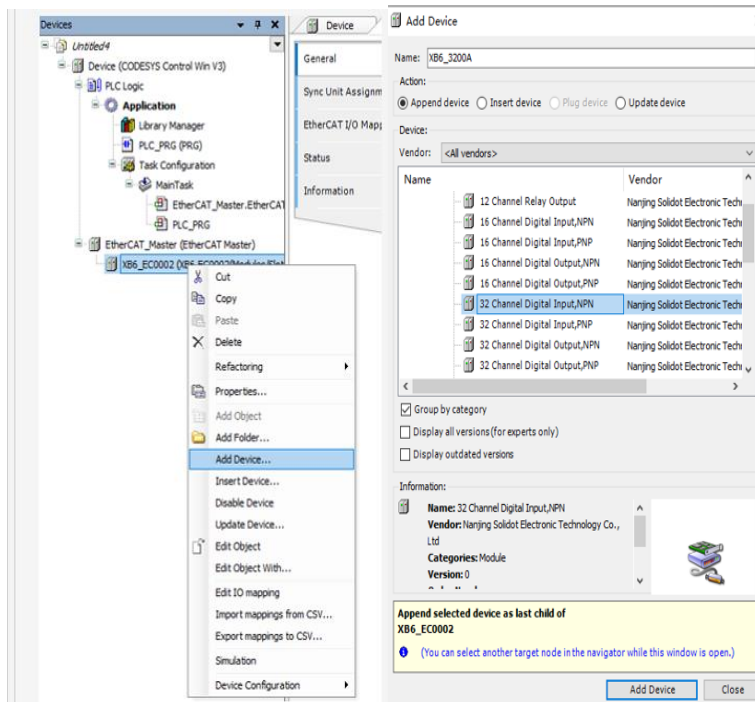 Devices
Untitled4
Device (CODESYS Control Win V3)
PLC Logic
Application
Library Manager
PLC_PRG (PRG)
Task Configuration
MainTask
EtherCAT_Master.EtherCAT
PLC_PRG
EtherCAT_Master (EtherCAT Master)
XB6_EC0002
Cut
Copy
Paste
Delete
Refactoring
Properties...
Add Object
Add Folder...
Add Device...
Insert Device...
Disable Device
Update Device...
Edit Object
Edit Object With...
Edit IO mapping
Import mappings from CSV...
Export mappings to CSV...
Simulation
Device Configuration
Device
General
Sync Unit Assignm
EtherCAT I/O Mapp
Status
Information
Add Device
Name: XB6_3200A
Action:
Append device Insert device Plug device Update device
Device:
Vendor: <All vendors>
Name Vendor
12 Channel Relay Output Nanjing Solidot Electronic Techn
16 Channel Digital Input,NPN Nanjing Solidot Electronic Techn
16 Channel Digital Input,PNP Nanjing Solidot Electronic Techn
16 Channel Digital Output,NPN Nanjing Solidot Electronic Techn
16 Channel Digital Output,PNP Nanjing Solidot Electronic Techn
32 Channel Digital Input,NPN Nanjing Solidot Electronic Techn
32 Channel Digital Input,PNP Nanjing Solidot Electronic Techn
32 Channel Digital Output,NPN Nanjing Solidot Electronic Techn
32 Channel Digital Output,PNP Nanjing Solidot Electronic Techn
Group by category
Display all versions(for experts only)
Display outdated versions
Information:
Name: 32 Channel Digital Input,NPN
Vendor: Nanjing Solidot Electronic Technology Co.,
Ltd
Categories: Module
Version: 0
Append selected device as last child of
XB6_EC0002
(You can select another target node in the navigator while this window is open.)
Add Device Close